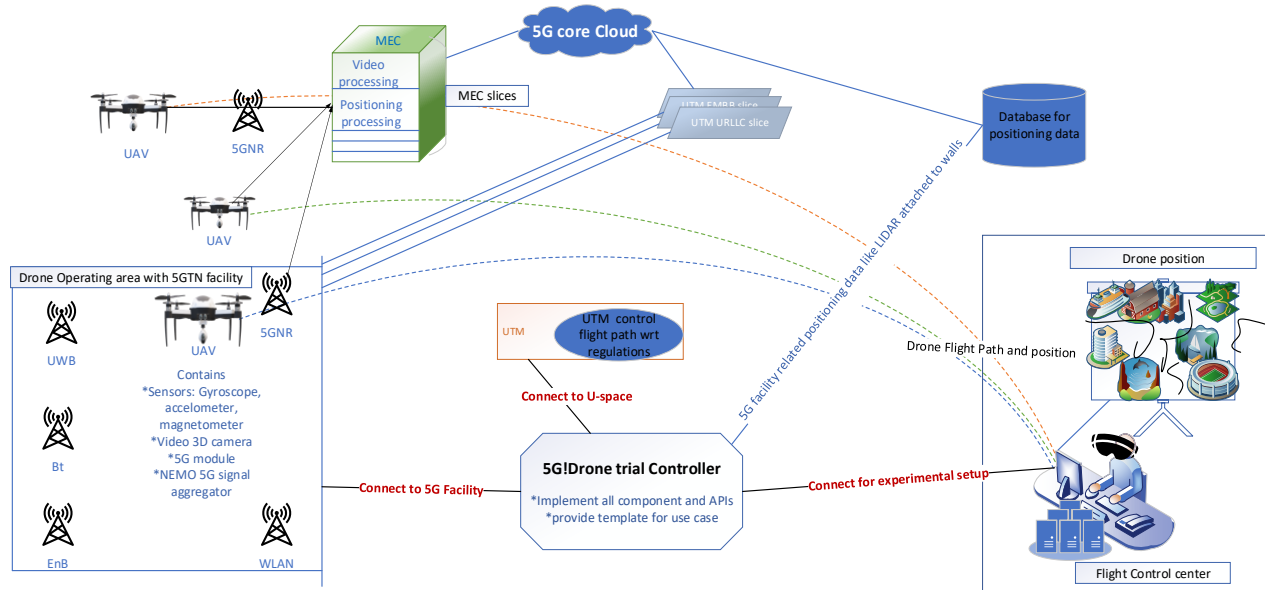 5G core Cloud
MEC
Video
processing
Positioning
processing
MEC slices
UTM EMBB slice
UTM URLLC slice
Database for
positioning data
UAV
5GNR
UAV
5G facility related positioning data like LIDAR attached to walls
Drone Operating area with 5GTN facility
5GNR
UWB
UAV
Contains
*Sensors: Gyroscope,
accelometer,
magnetometer
*Video 3D camera
*5G module
*NEMO 5G signal
aggregator
Bt
EnB
WLAN
UTM
UTM control
flight path wrt
regulations
Connect to U-space
Connect to 5G Facility
5G!Drone trial Controller
*Implement all component and APIs
*provide template for use case
Connect for experimental setup
Drone position
Drone Flight Path and position
Flight Control center